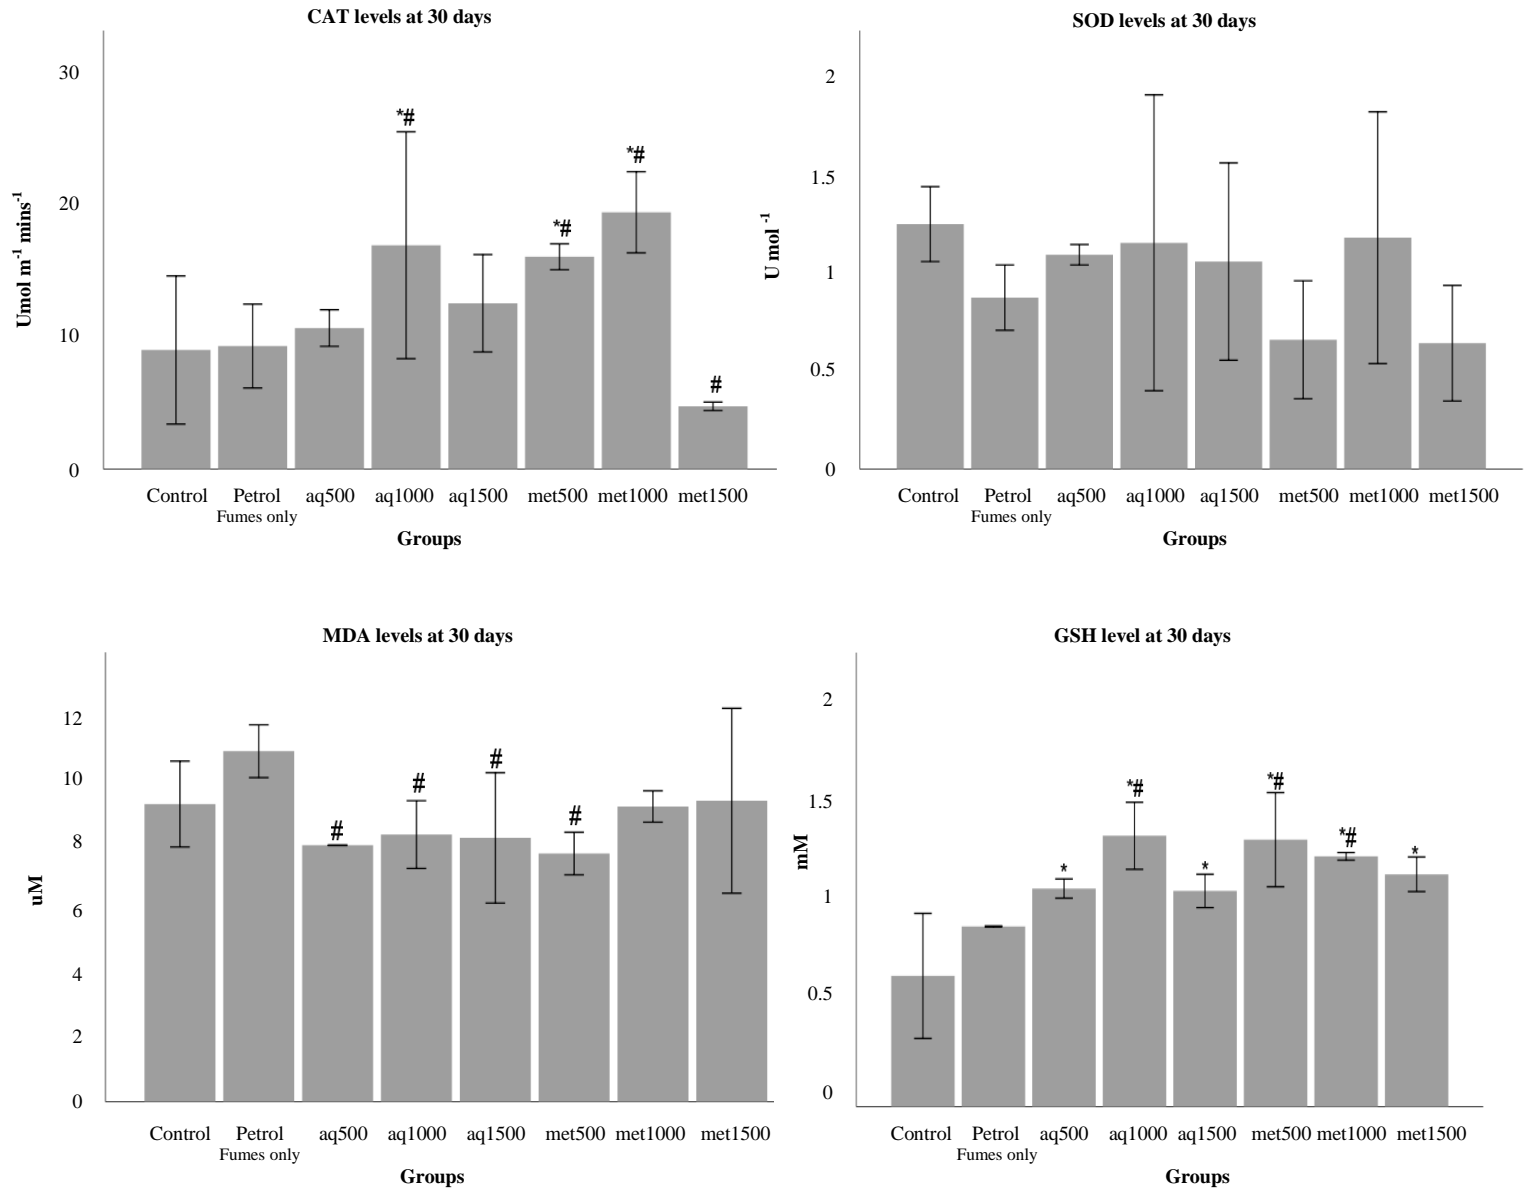 CAT levels at 30 days
30
20
10
0
Umol m-1 mins-1
*#
*#
*#
#
Control Petrol aq500 aq1000 aq1500 met500 met1000 met1500
Fumes only
Groups
SOD levels at 30 days
2
1.5
1
0.5
0
U mol -1
Control Petrol aq500 aq1000 aq1500 met500 met1000 met1500
Fumes only
Groups
MDA levels at 30 days
12
10
8
6
4
2
0
uM
#
#
#
#
Control Petrol aq500 aq1000 aq1500 met500 met1000 met1500
Fumes only
Groups
GSH level at 30 days
2
1.5
1
0.5
0
mM
*
*#
*
*#
*#
*
Control Petrol aq500 aq1000 aq1500 met500 met1000 met1500
Fumes only
Groups